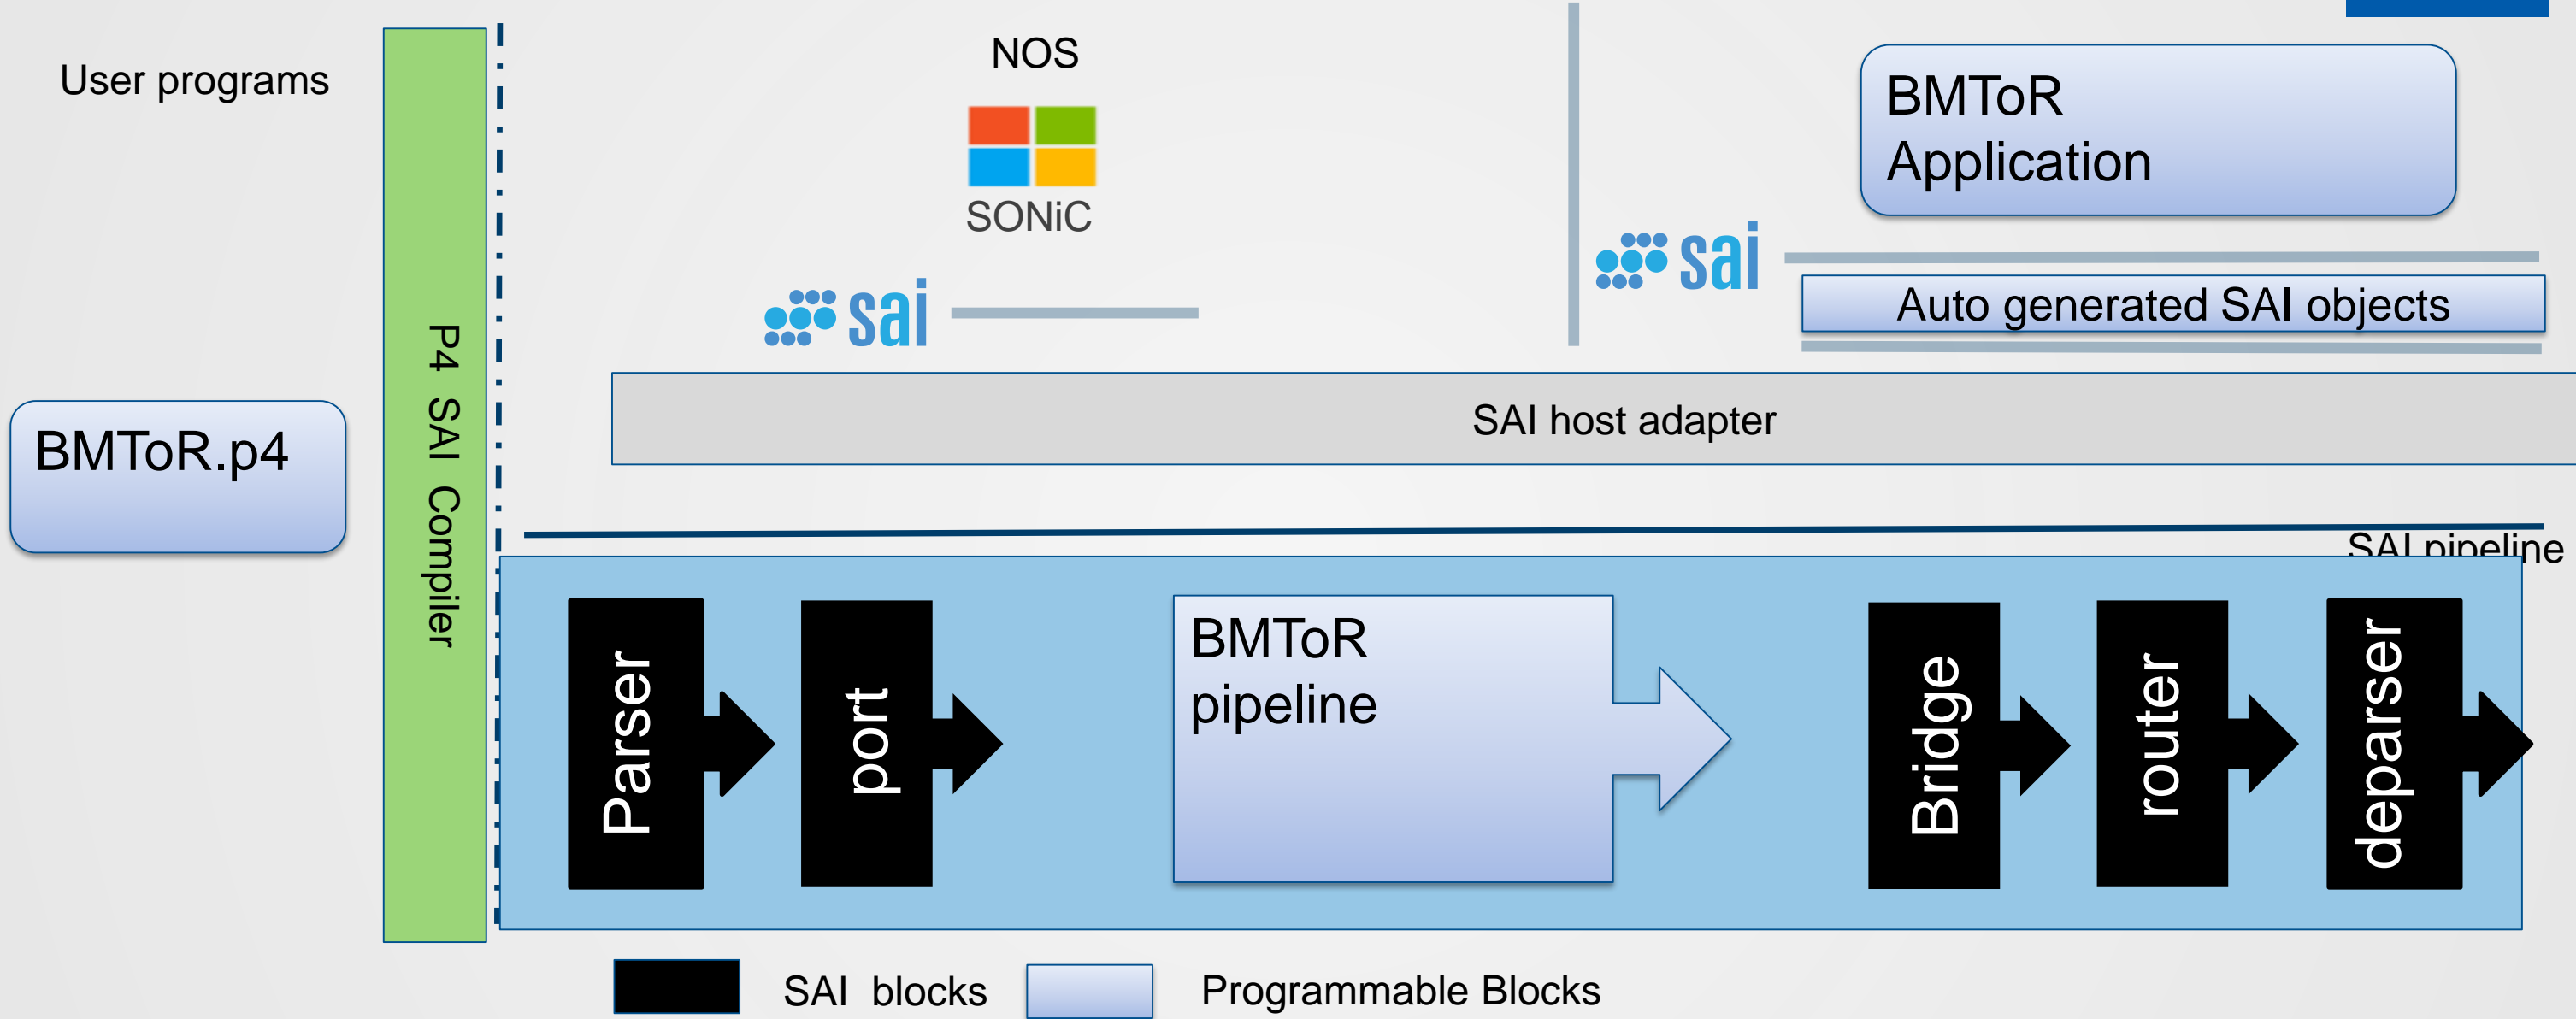 User programs
NOS
SONiC
BMToR
Application
sai
sai
Auto generated SAI objects
P4 SAI Compiler
BMToR.p4
SAI host adapter
SAI pipeline
Parser
port
BMToR
pipeline
Bridge
router
deparser
SAI blocks
Programmable Blocks